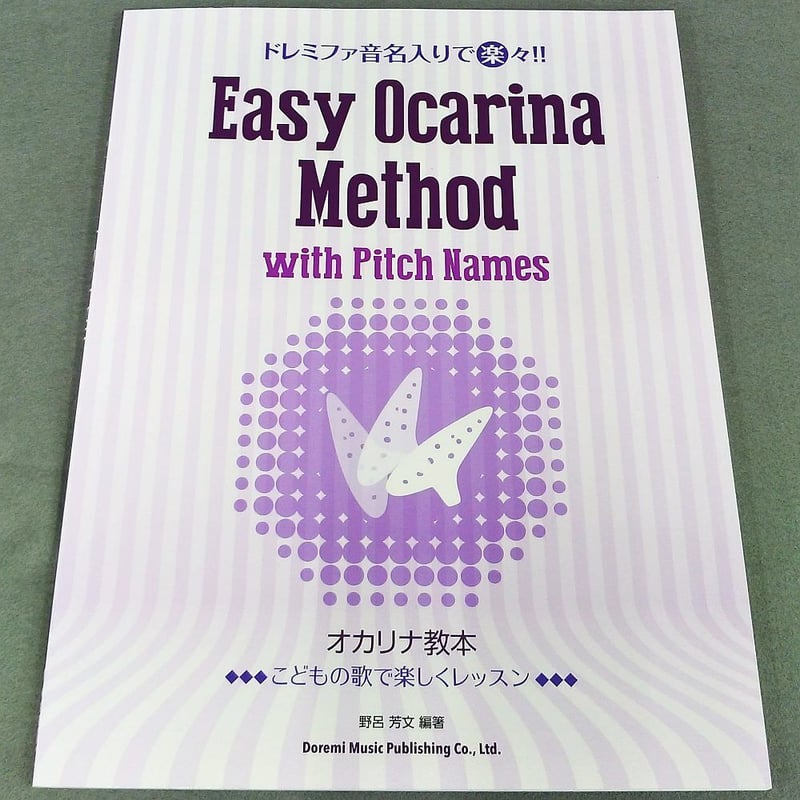 ドレミファ音名入りで楽々!!
Easy Ocarina
Method
with Pitch Names
オカリナ教本
◆◆◆こどもの歌で楽しくレッスン◆◆◆
野呂 芳文 編著
Doremi Music Publishing Co., Ltd.